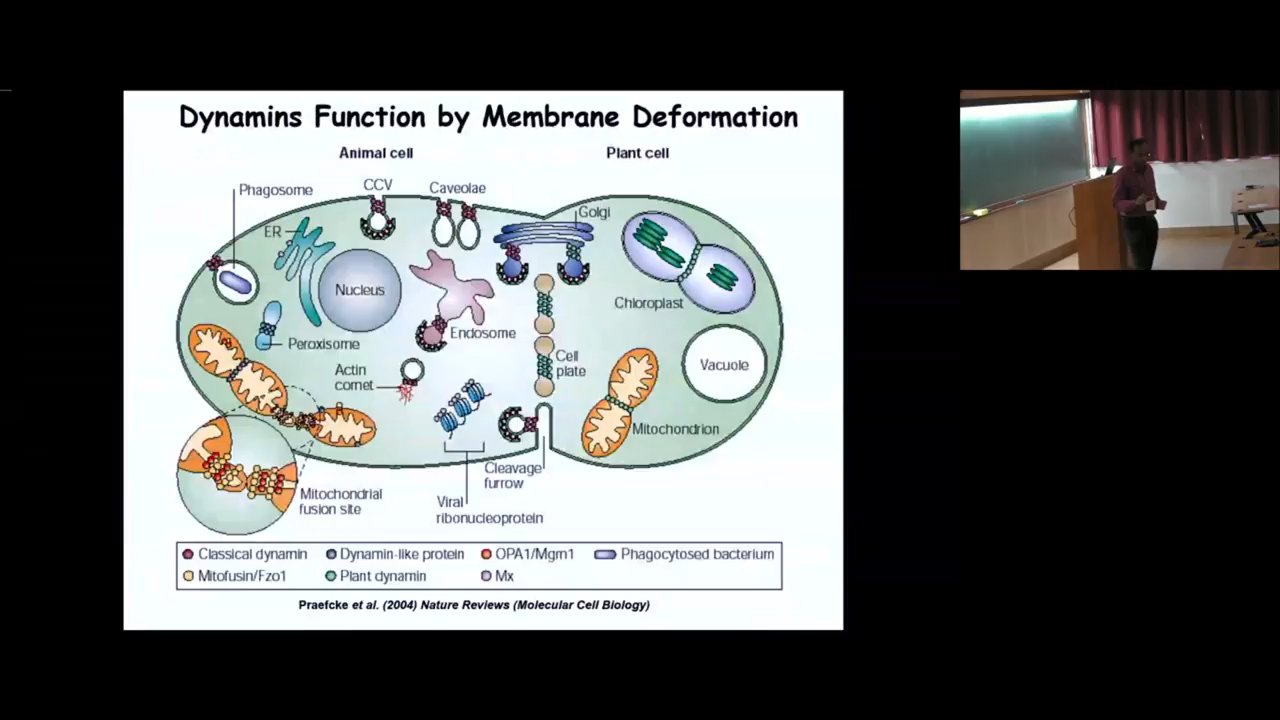 Dynamins Function by Membrane Deformation
Animal cell
Plant cell
Phagosome
CCV
Caveolae
Golgi
ER
Nucleus
Chloroplast
Endosome
Peroxisome
Cell
plate
Vacuole
Actin
comet
Mitochondrion
Cleavage
furrow
Mitochondrial
fusion site
Viral
ribonucleoprotein
Classical dynamin
Dynamin-like protein
OPA1/Mgm1
Phagocytosed bacterium
Mitofusin/Fzo1
Plant dynamin
Mx
Praefcke et al. (2004) Nature Reviews (Molecular Cell Biology)